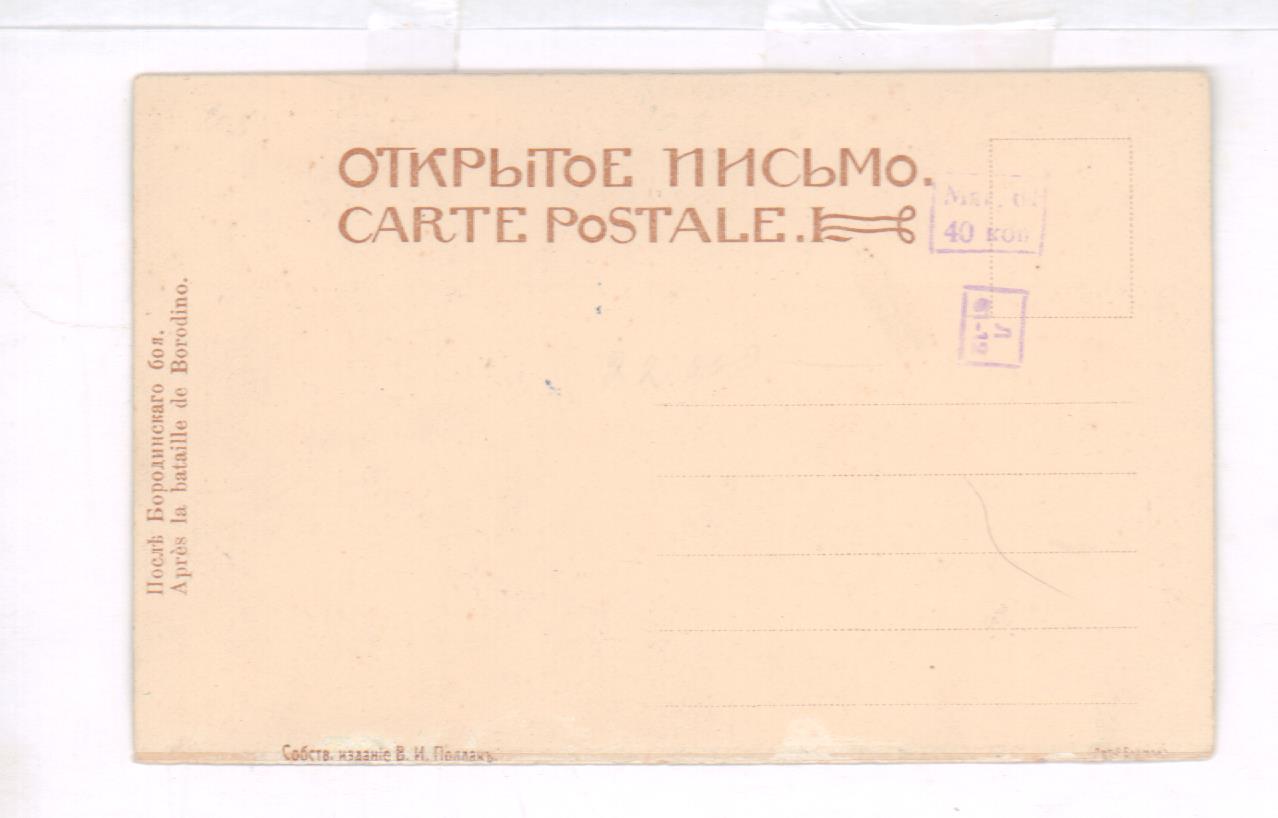 ОТКРЫТОЕ ПИСЬМО.
CARTE POSTALE.
40 коп
Л
Послѣ Бородинскаго боя.
Après la bataille de Borodino.
Собств. изданіе В. И. Поллакъ.